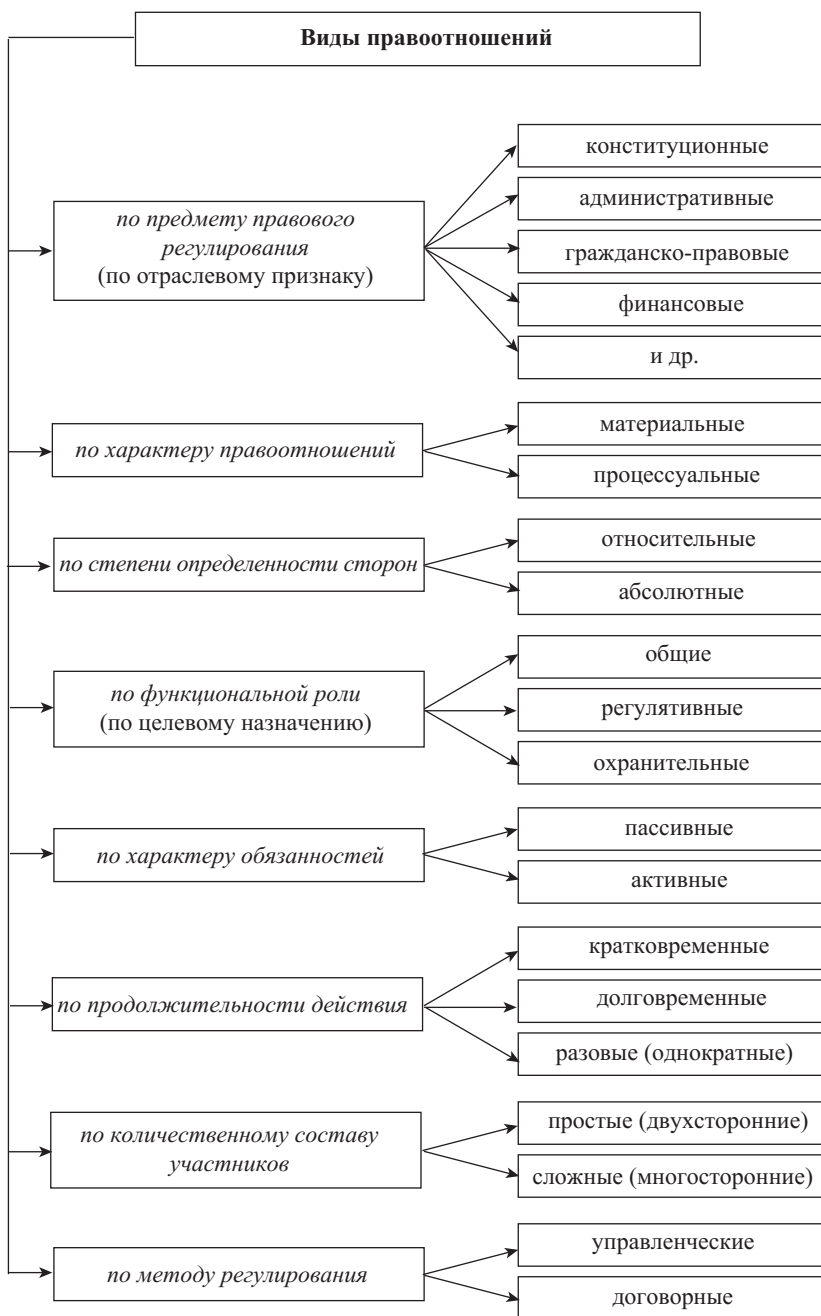 Виды правоотношений
по предмету правового
регулирования
(по отраслевому признаку)
конституционные
административные
гражданско-правовые
финансовые
и др.
по характеру правоотношений
материальные
процессуальные
по степени определенности сторон
относительные
абсолютные
по функциональной роли
(по целевому назначению)
общие
регулятивные
охранительные
по характеру обязанностей
пассивные
активные
по продолжительности действия
кратковременные
долговременные
разовые (однократные)
по количественному составу
участников
простые (двухсторонние)
сложные (многосторонние)
по методу регулирования
управленческие
договорные